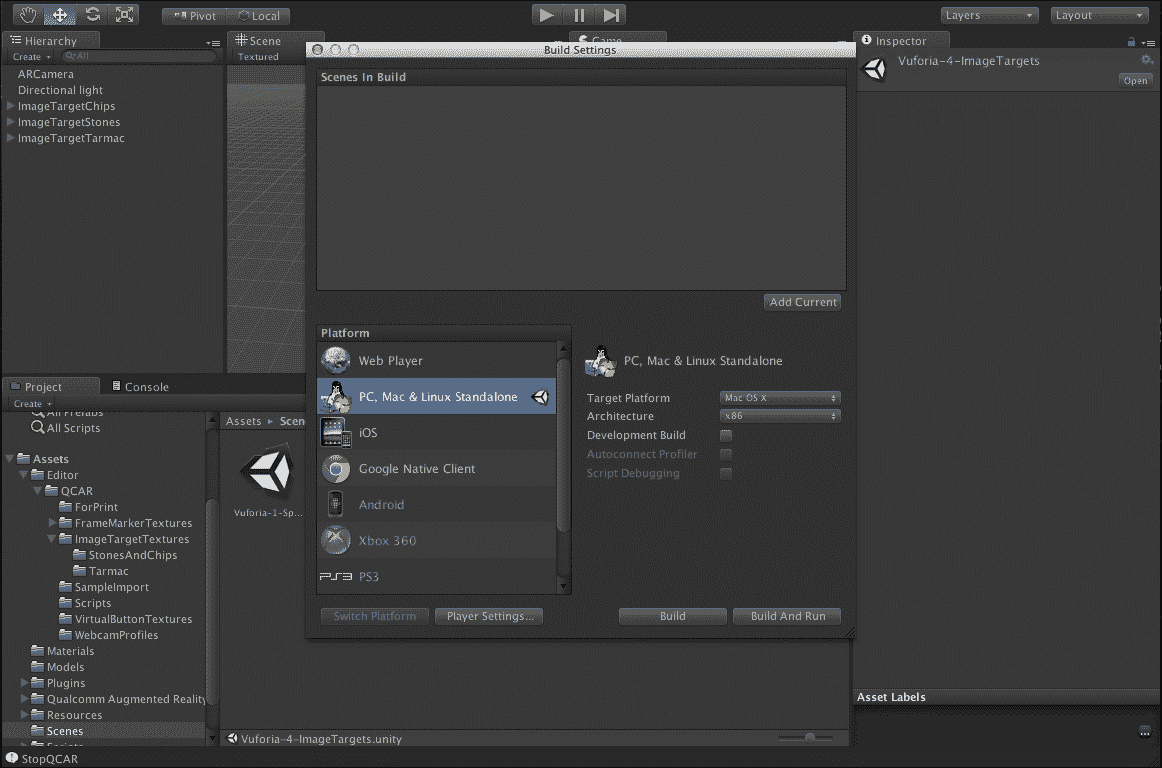 Pivot Local Layers Layout
Hierarchy
Create All
ARCamera
Directional light
ImageTargetChips
ImageTargetStones
ImageTargetTarmac
Scene
Textured
Game
Build Settings
Scenes In Build
Add Current
Platform
Web Player
PC, Mac & Linux Standalone
iOS
Google Native Client
Android
Xbox 360
PS3
PC, Mac & Linux Standalone
Target Platform Mac OS X
Architecture x86
Development Build
Autoconnect Profiler
Script Debugging
Switch Platform Player Settings... Build Build And Run
Inspector
Vuforia-4-ImageTargets
Open
Asset Labels
Project Console
Create
All Prefabs
All Scripts
Assets
Editor
QCAR
ForPrint
FrameMarkerTextures
ImageTargetTextures
StonesAndChips
Tarmac
SampleImport
Scripts
VirtualButtonTextures
WebcamProfiles
Materials
Models
Plugins
Qualcomm Augmented Reality
Resources
Scenes
Scripts
Assets Scen
Vuforia-1-Sp...
Vuforia-4-ImageTargets.unity
StopQCAR